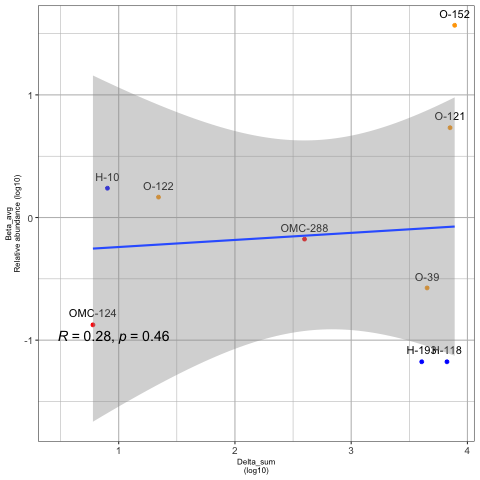 O-152
1
O-121
H-10
O-122
Beta_avg
Relative abundance (log10)
0
OMC-288
O-39
OMC-124
R = 0.28, p = 0.46
-1
H-193
H-118
1
2
3
4
Delta_sum
(log10)